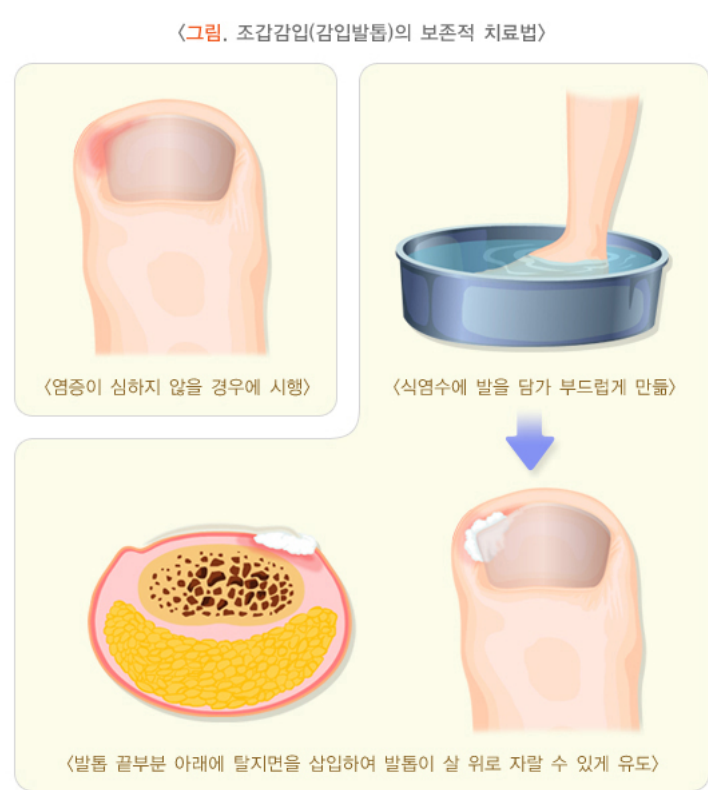 〈그림. 조갑감입(감입발톱)의 보존적 치료법〉
〈염증이 심하지 않을 경우에 시행〉
〈식염수에 발을 담가 부드럽게 만듦〉
〈발톱 끝부분 아래에 탈지면을 삽입하여 발톱이 살 위로 자랄 수 있게 유도〉